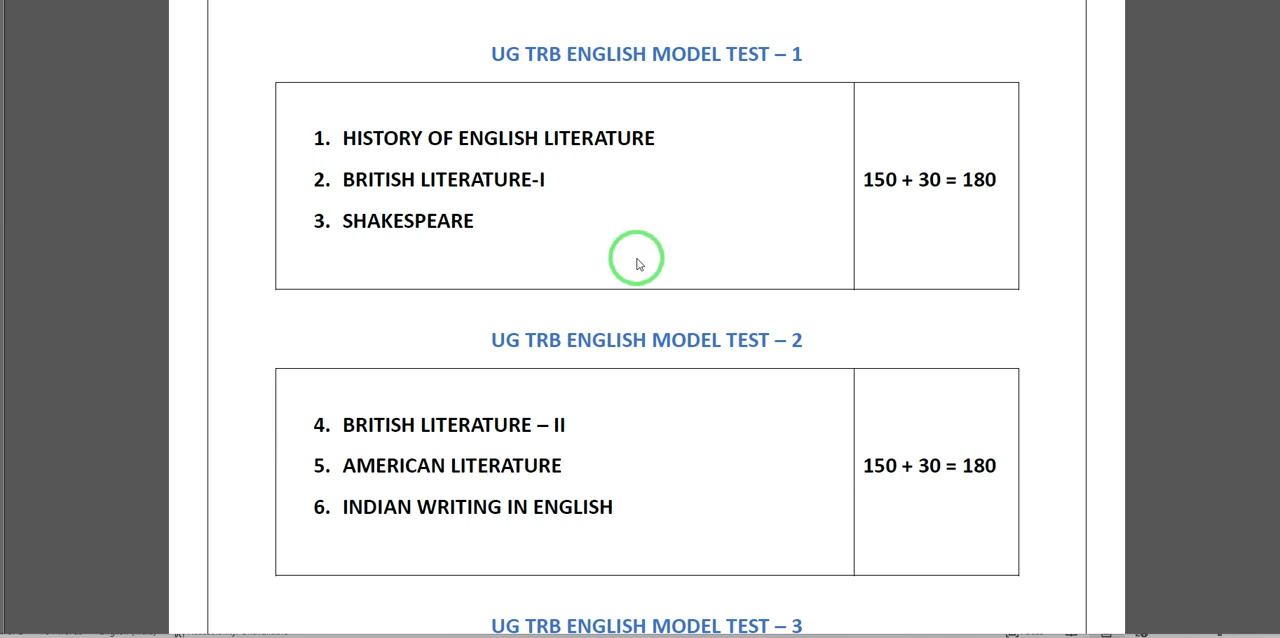 UG TRB ENGLISH MODEL TEST – 1
1. HISTORY OF ENGLISH LITERATURE
2. BRITISH LITERATURE-I
3. SHAKESPEARE
150 + 30 = 180
UG TRB ENGLISH MODEL TEST – 2
4. BRITISH LITERATURE – II
5. AMERICAN LITERATURE
6. INDIAN WRITING IN ENGLISH
150 + 30 = 180
UG TRB ENGLISH MODEL TEST – 3